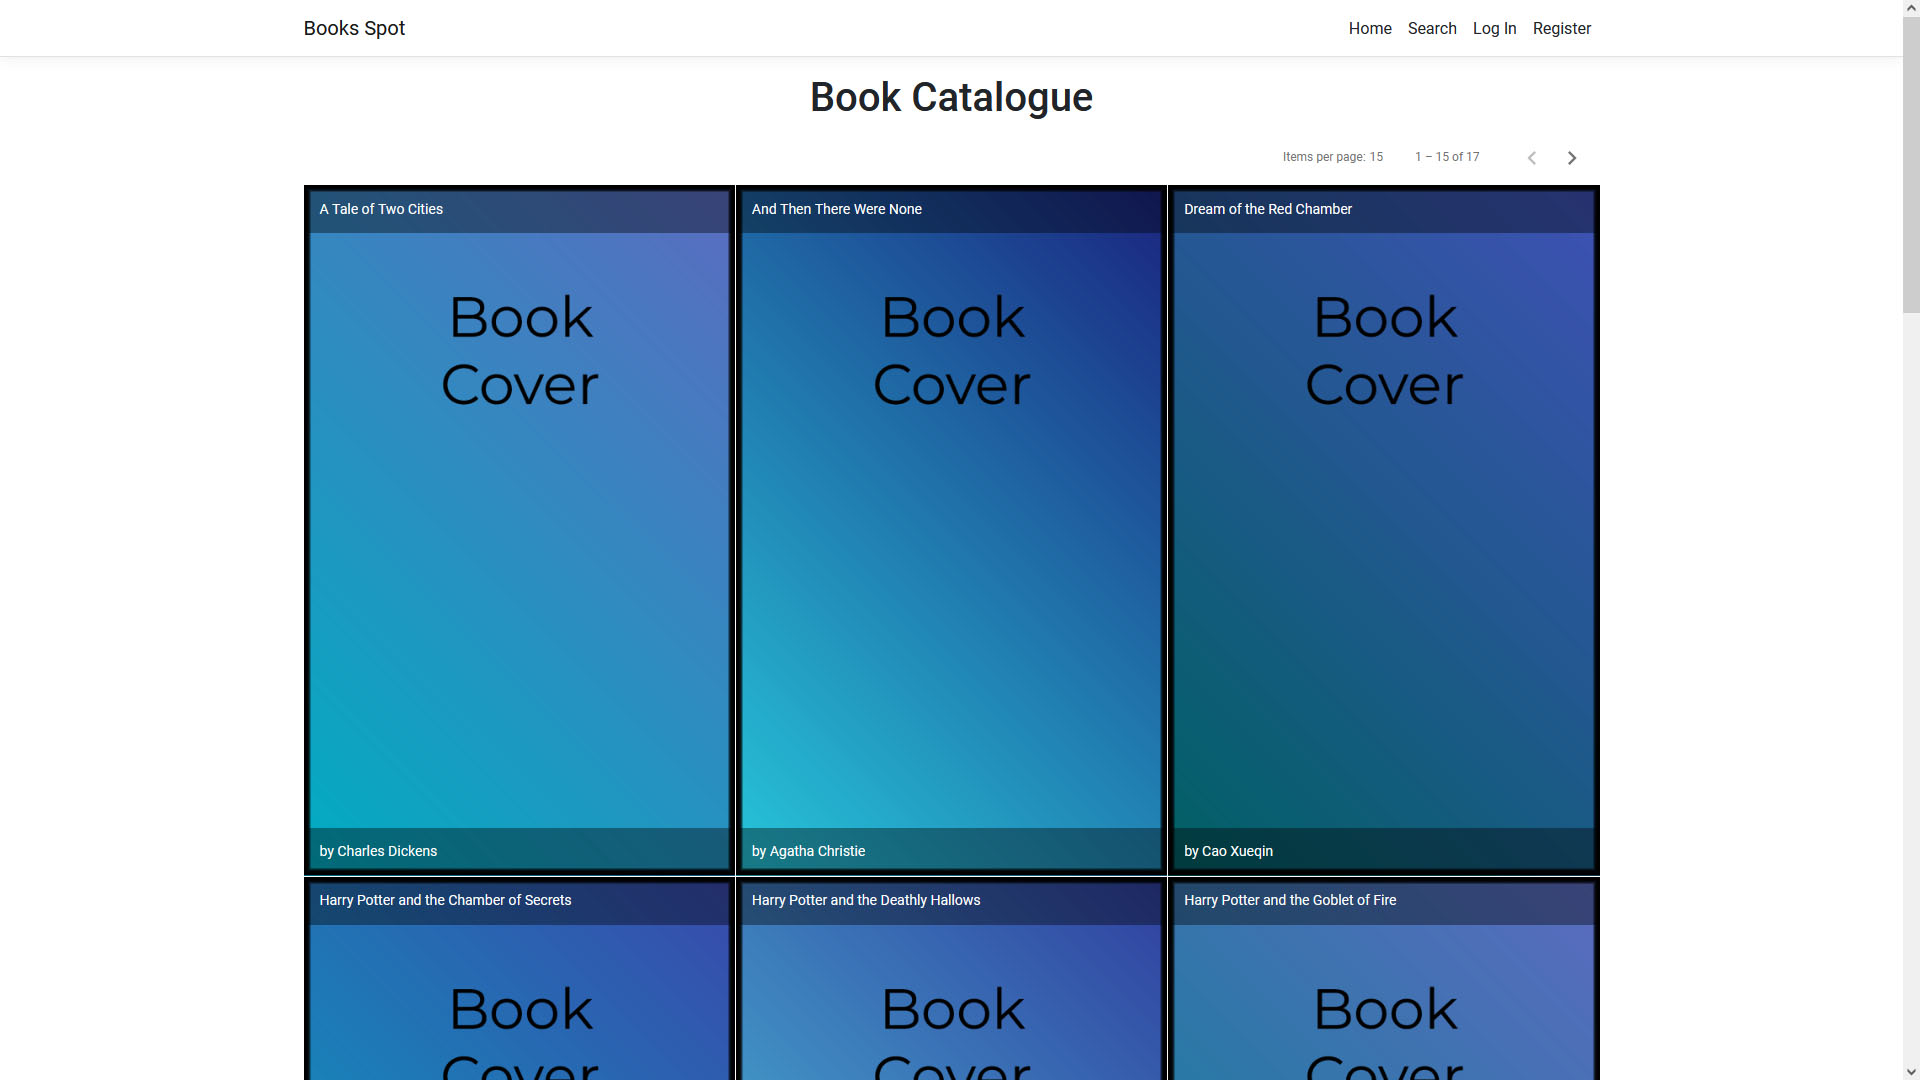 Books Spot
Home Search Log In Register
Book Catalogue
Items per page: 15 1 – 15 of 17
A Tale of Two Cities
Book
Cover
by Charles Dickens
And Then There Were None
Book
Cover
by Agatha Christie
Dream of the Red Chamber
Book
Cover
by Cao Xueqin
Harry Potter and the Chamber of Secrets
Book
Cover
Harry Potter and the Deathly Hallows
Book
Cover
Harry Potter and the Goblet of Fire
Book
Cover